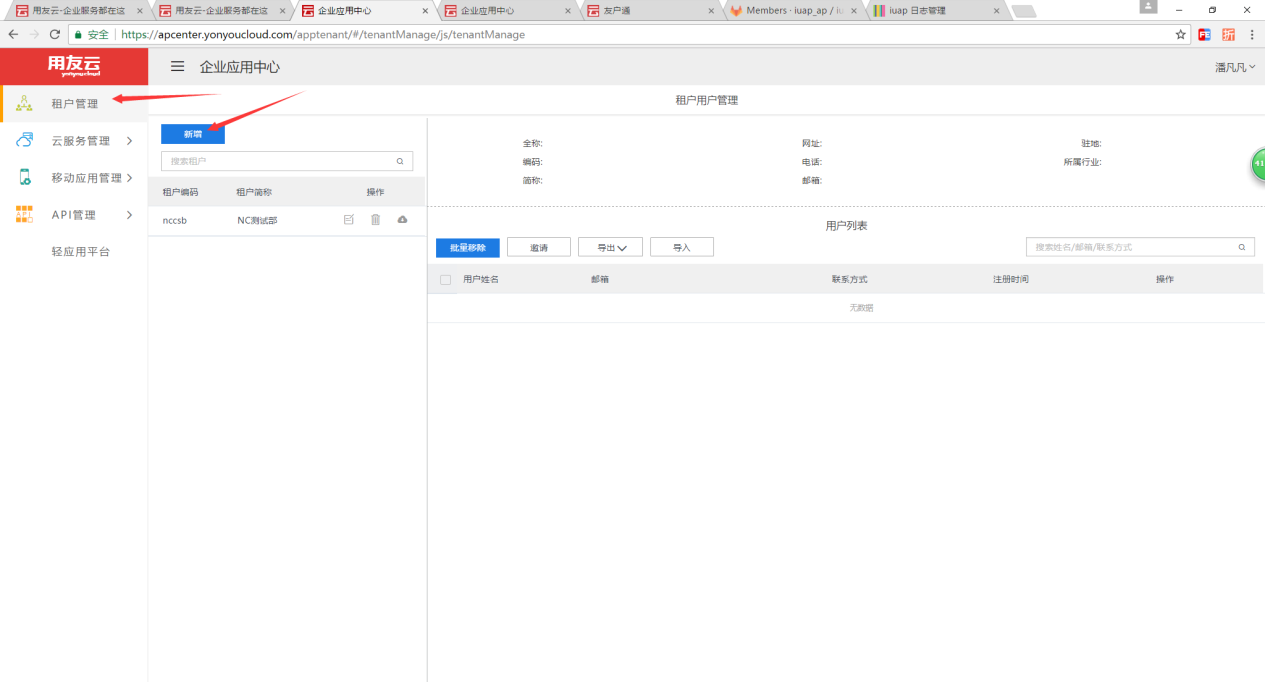 用友云-企业服务都在这
用友云-企业服务都在这
企业应用中心
企业应用中心
友户通
Members · iuap_ap / iu
iuap 日志管理
安全
https://apcenter.yonyoucloud.com/apptenant/#/tenantManage/js/tenantManage
用友云
yonyoucloud
企业应用中心
潘凡凡
租户管理
云服务管理
移动应用管理
API
API管理
轻应用平台
租户用户管理
新增
搜索租户
租户编码 租户简称 操作
nccsb NC测试部
全称: 网址: 驻地:
编码: 电话: 所属行业:
简称: 邮箱:
用户列表
批量移除 邀请 导出 导入
搜索姓名/邮箱/联系方式
用户姓名 邮箱 联系方式 注册时间 操作
无数据